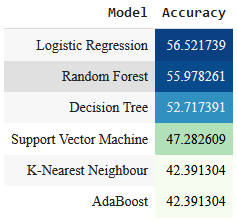 Model Accuracy
Logistic Regression 56.521739
Random Forest 55.978261
Decision Tree 52.717391
Support Vector Machine 47.282609
K-Nearest Neighbour 42.391304
AdaBoost 42.391304